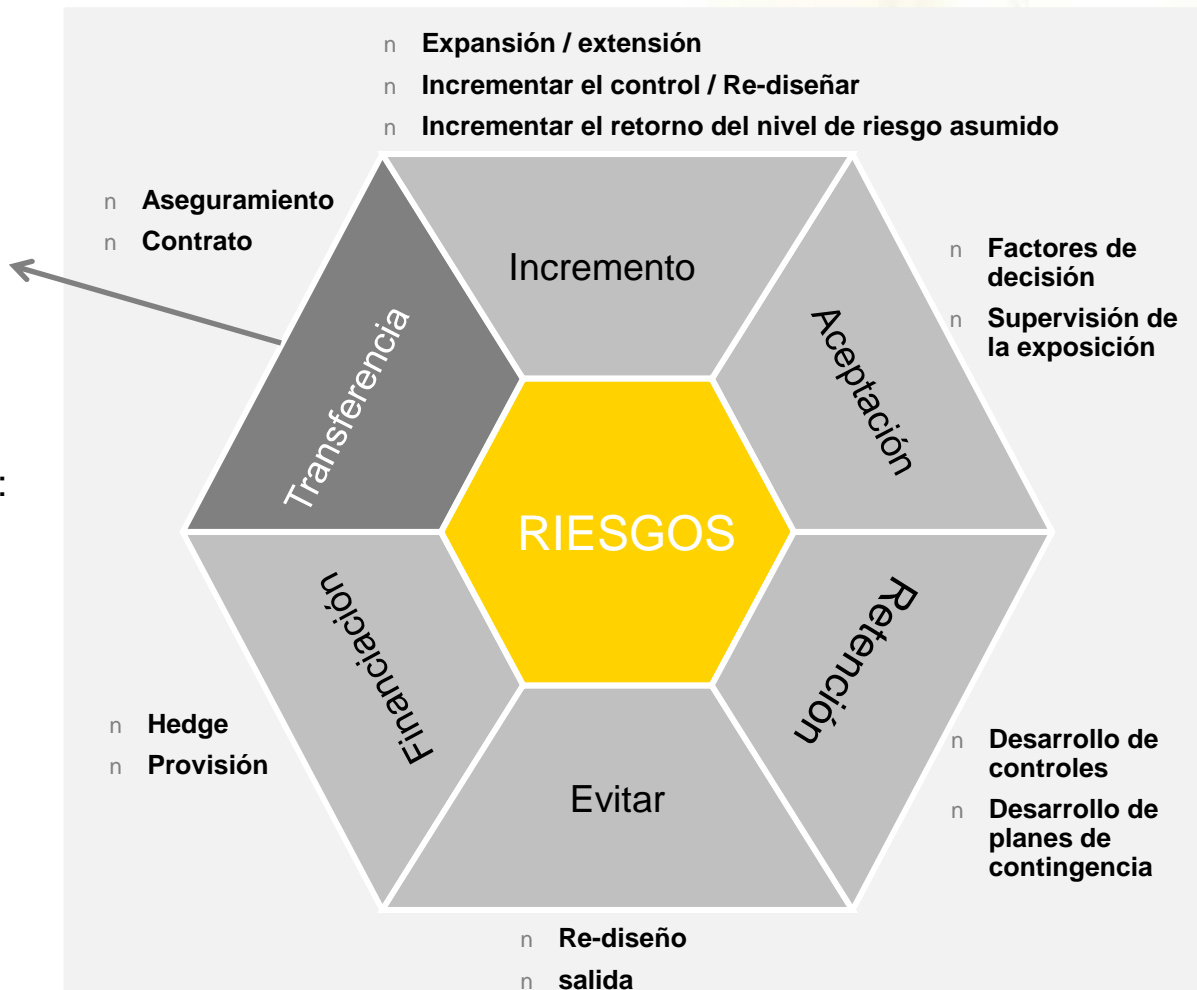 n Expansión / extensión
n Incrementar el control / Re-diseñar
n Incrementar el retorno del nivel de riesgo asumido
n Aseguramiento
n Contrato
Incremento
n Factores de
decisión
n Supervisión de
la exposición
Transferencia
Aceptación
:
RIESGOS
Financiación
Retención
n Hedge
n Provisión
Evitar
n Desarrollo de
controles
n Desarrollo de
planes de
contingencia
n Re-diseño
n salida